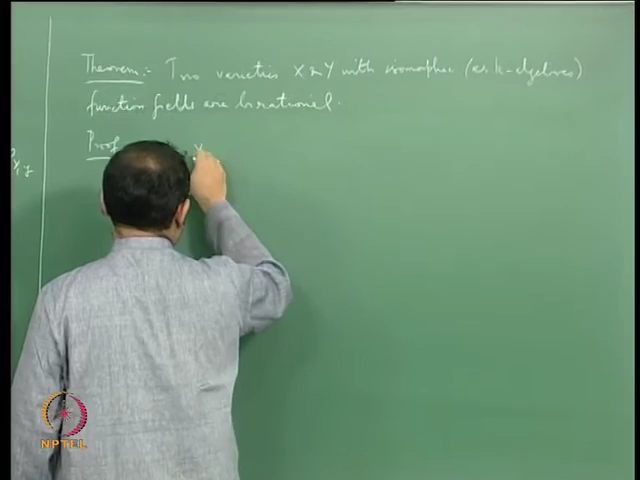 Theorem:- Two varieties X & Y with isomorphic (as k-algebras)
function fields are birational.
Proof
X
NPTEL